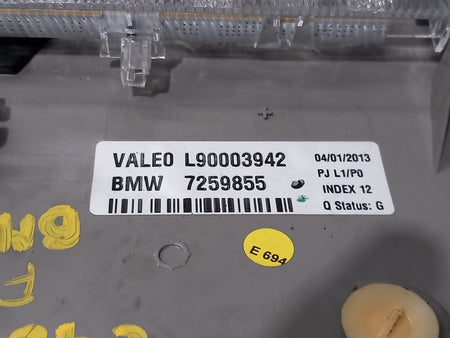 VALEO L90003942 04/01/2013
BMW 7259855 PJ L1/P0
INDEX 12
Q Status: G
E 694